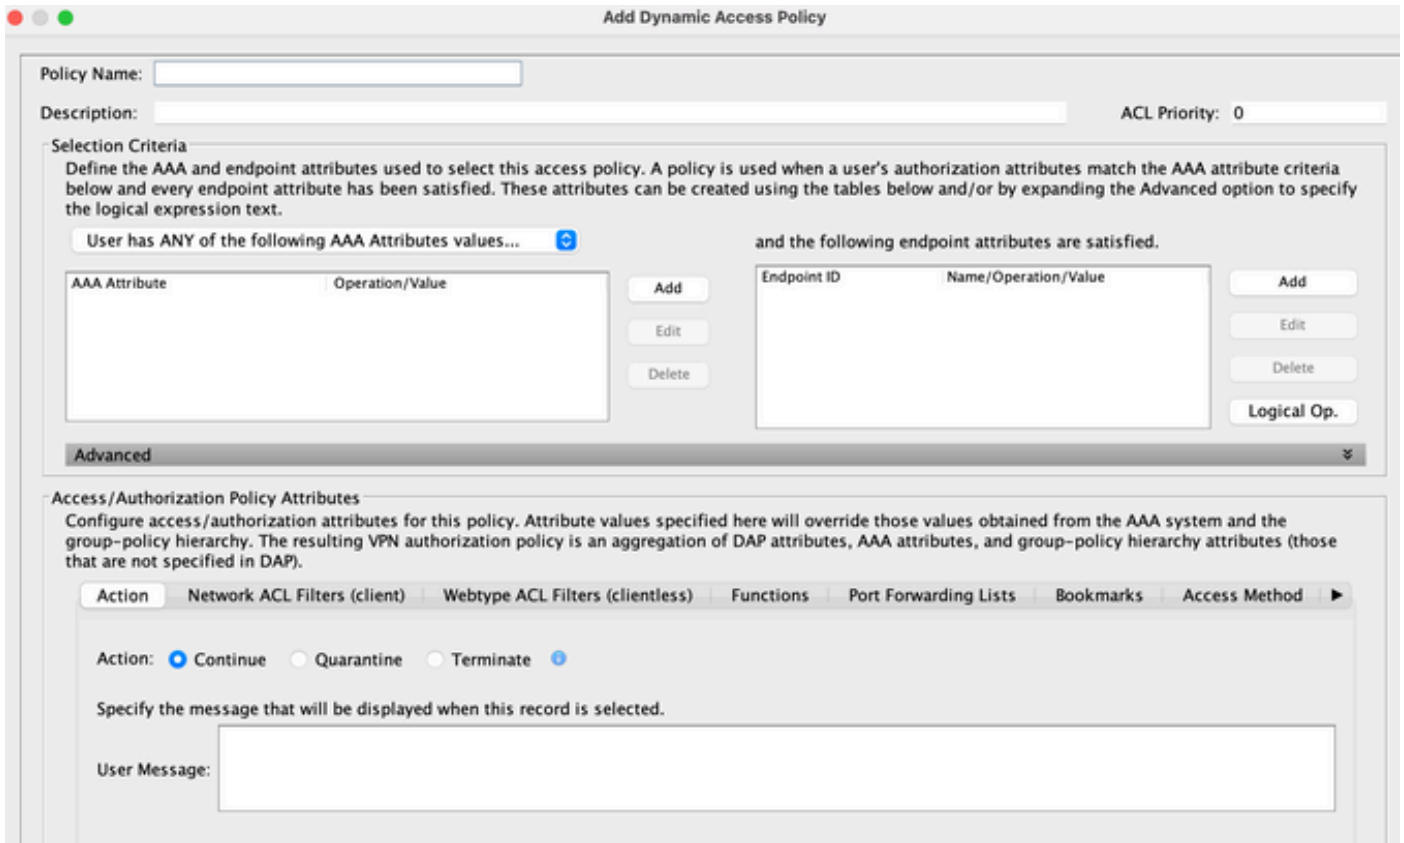 Add Dynamic Access Policy
Policy Name:
Description:
ACL Priority: 0
Selection Criteria
Define the AAA and endpoint attributes used to select this access policy. A policy is used when a user's authorization attributes match the AAA attribute criteria
below and every endpoint attribute has been satisfied. These attributes can be created using the tables below and/or by expanding the Advanced option to specify
the logical expression text.
User has ANY of the following AAA Attributes values...
and the following endpoint attributes are satisfied.
AAA Attribute Operation/Value
Add
Edit
Delete
Endpoint ID Name/Operation/Value
Add
Edit
Delete
Logical Op.
Advanced
Access/Authorization Policy Attributes
Configure access/authorization attributes for this policy. Attribute values specified here will override those values obtained from the AAA system and the
group-policy hierarchy. The resulting VPN authorization policy is an aggregation of DAP attributes, AAA attributes, and group-policy hierarchy attributes (those
that are not specified in DAP).
Action Network ACL Filters (client) Webtype ACL Filters (clientless) Functions Port Forwarding Lists Bookmarks Access Method
Action: Continue Quarantine Terminate
Specify the message that will be displayed when this record is selected.
User Message: